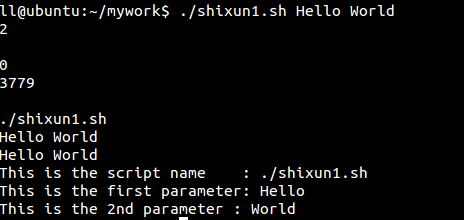 ll@ubuntu:~/mywork$ ./shixun1.sh Hello World
2

0
3779

./shixun1.sh
Hello World
Hello World
This is the script name    : ./shixun1.sh
This is the first parameter: Hello
This is the 2nd parameter : World